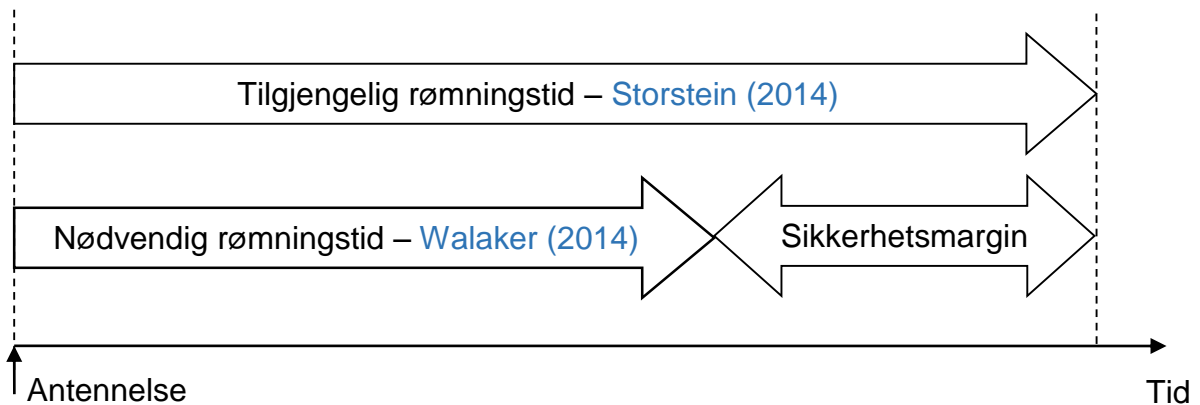 Tilgjengelig rømningstid – Storstein (2014)
Nødvendig rømningstid – Walaker (2014)
Sikkerhetsmargin
Antennelse
Tid